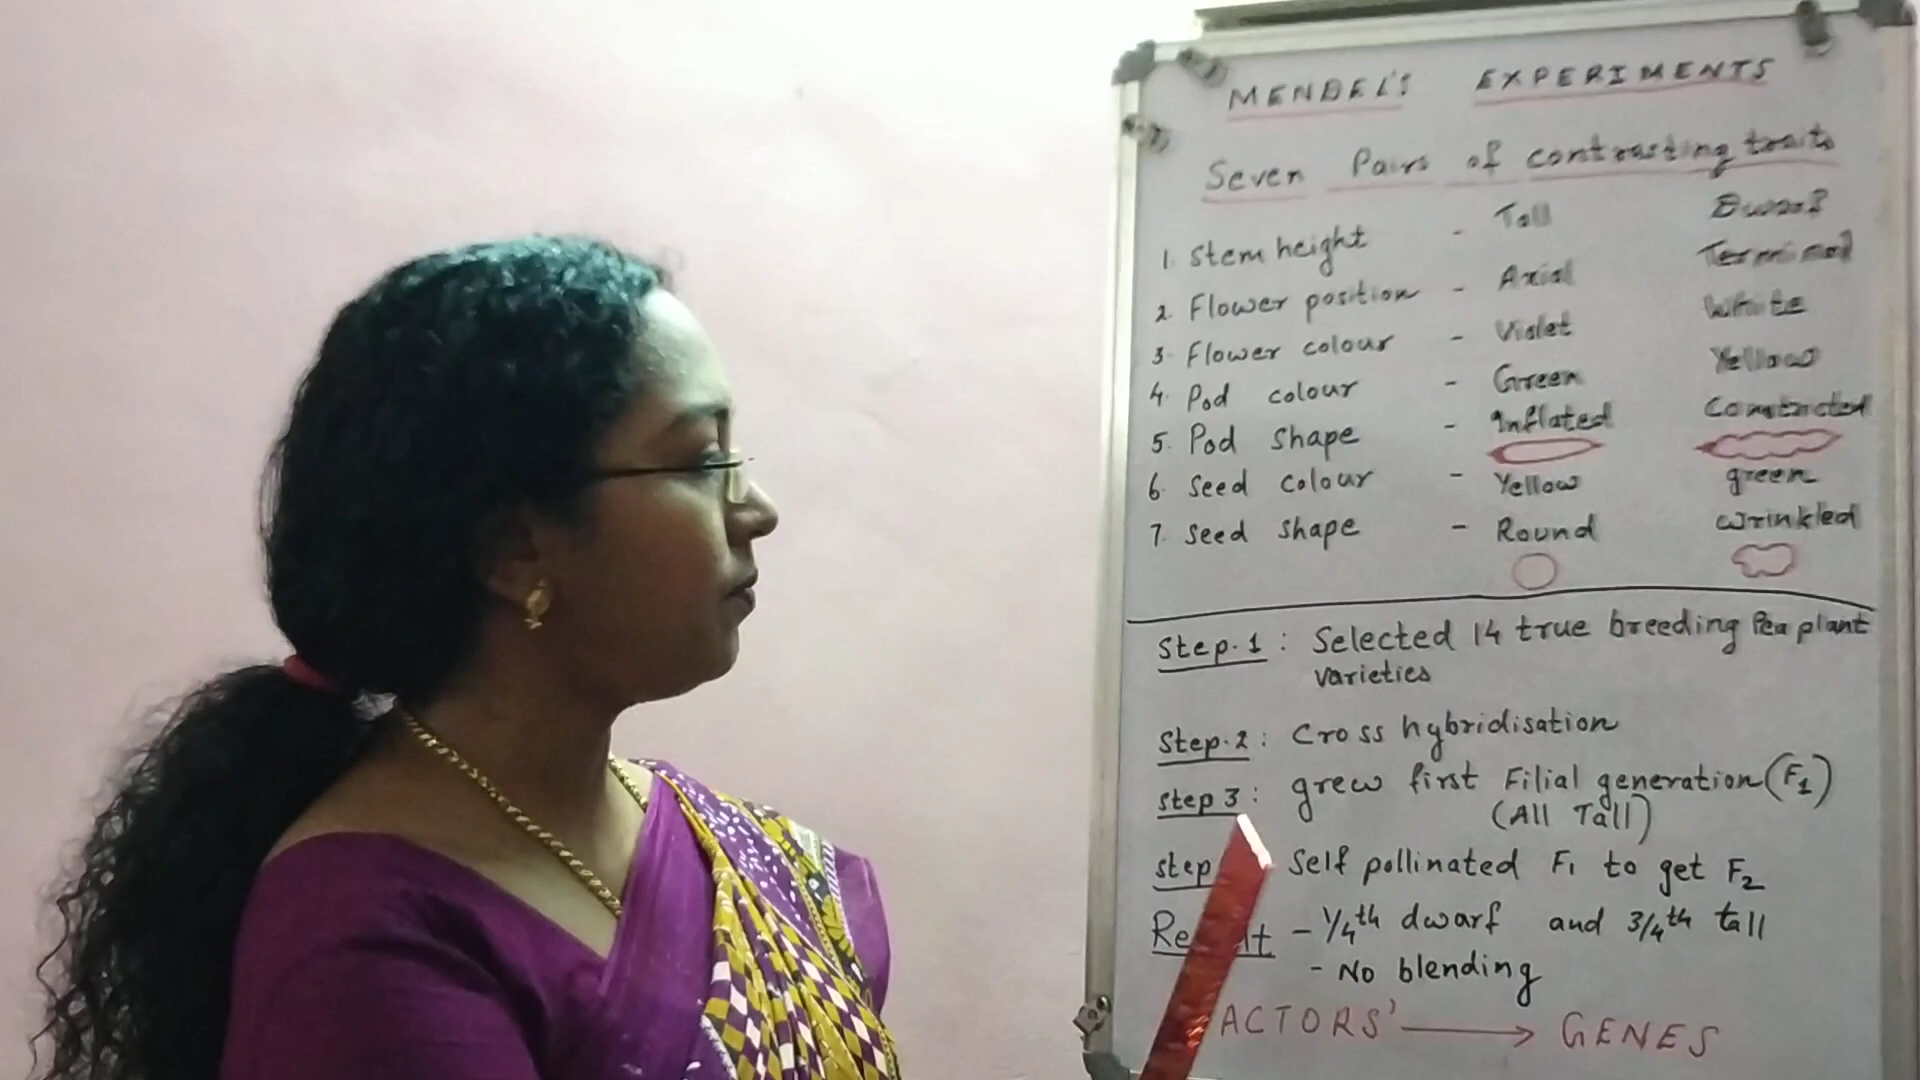 MENDEL'S EXPERIMENTS
Seven Pairs of contrasting traits
1. Stem height - Tall Dwarf
2. Flower position - Axial Terminal
3. Flower colour - Violet White
4. Pod colour - Green Yellow
5. Pod shape - Inflated
6. Seed colour - Yellow green
7. Seed shape - Round wrinkled
Step.1 : Selected 14 true breeding Pea plant
varieties
Step.2 : Cross hybridisation
Step 3 : grew first Filial generation (F1)
(All Tall)
step Self pollinated F1 to get F2
- 1/4th dwarf and 3/4th tall
- No blending
ACTORS' → GENES